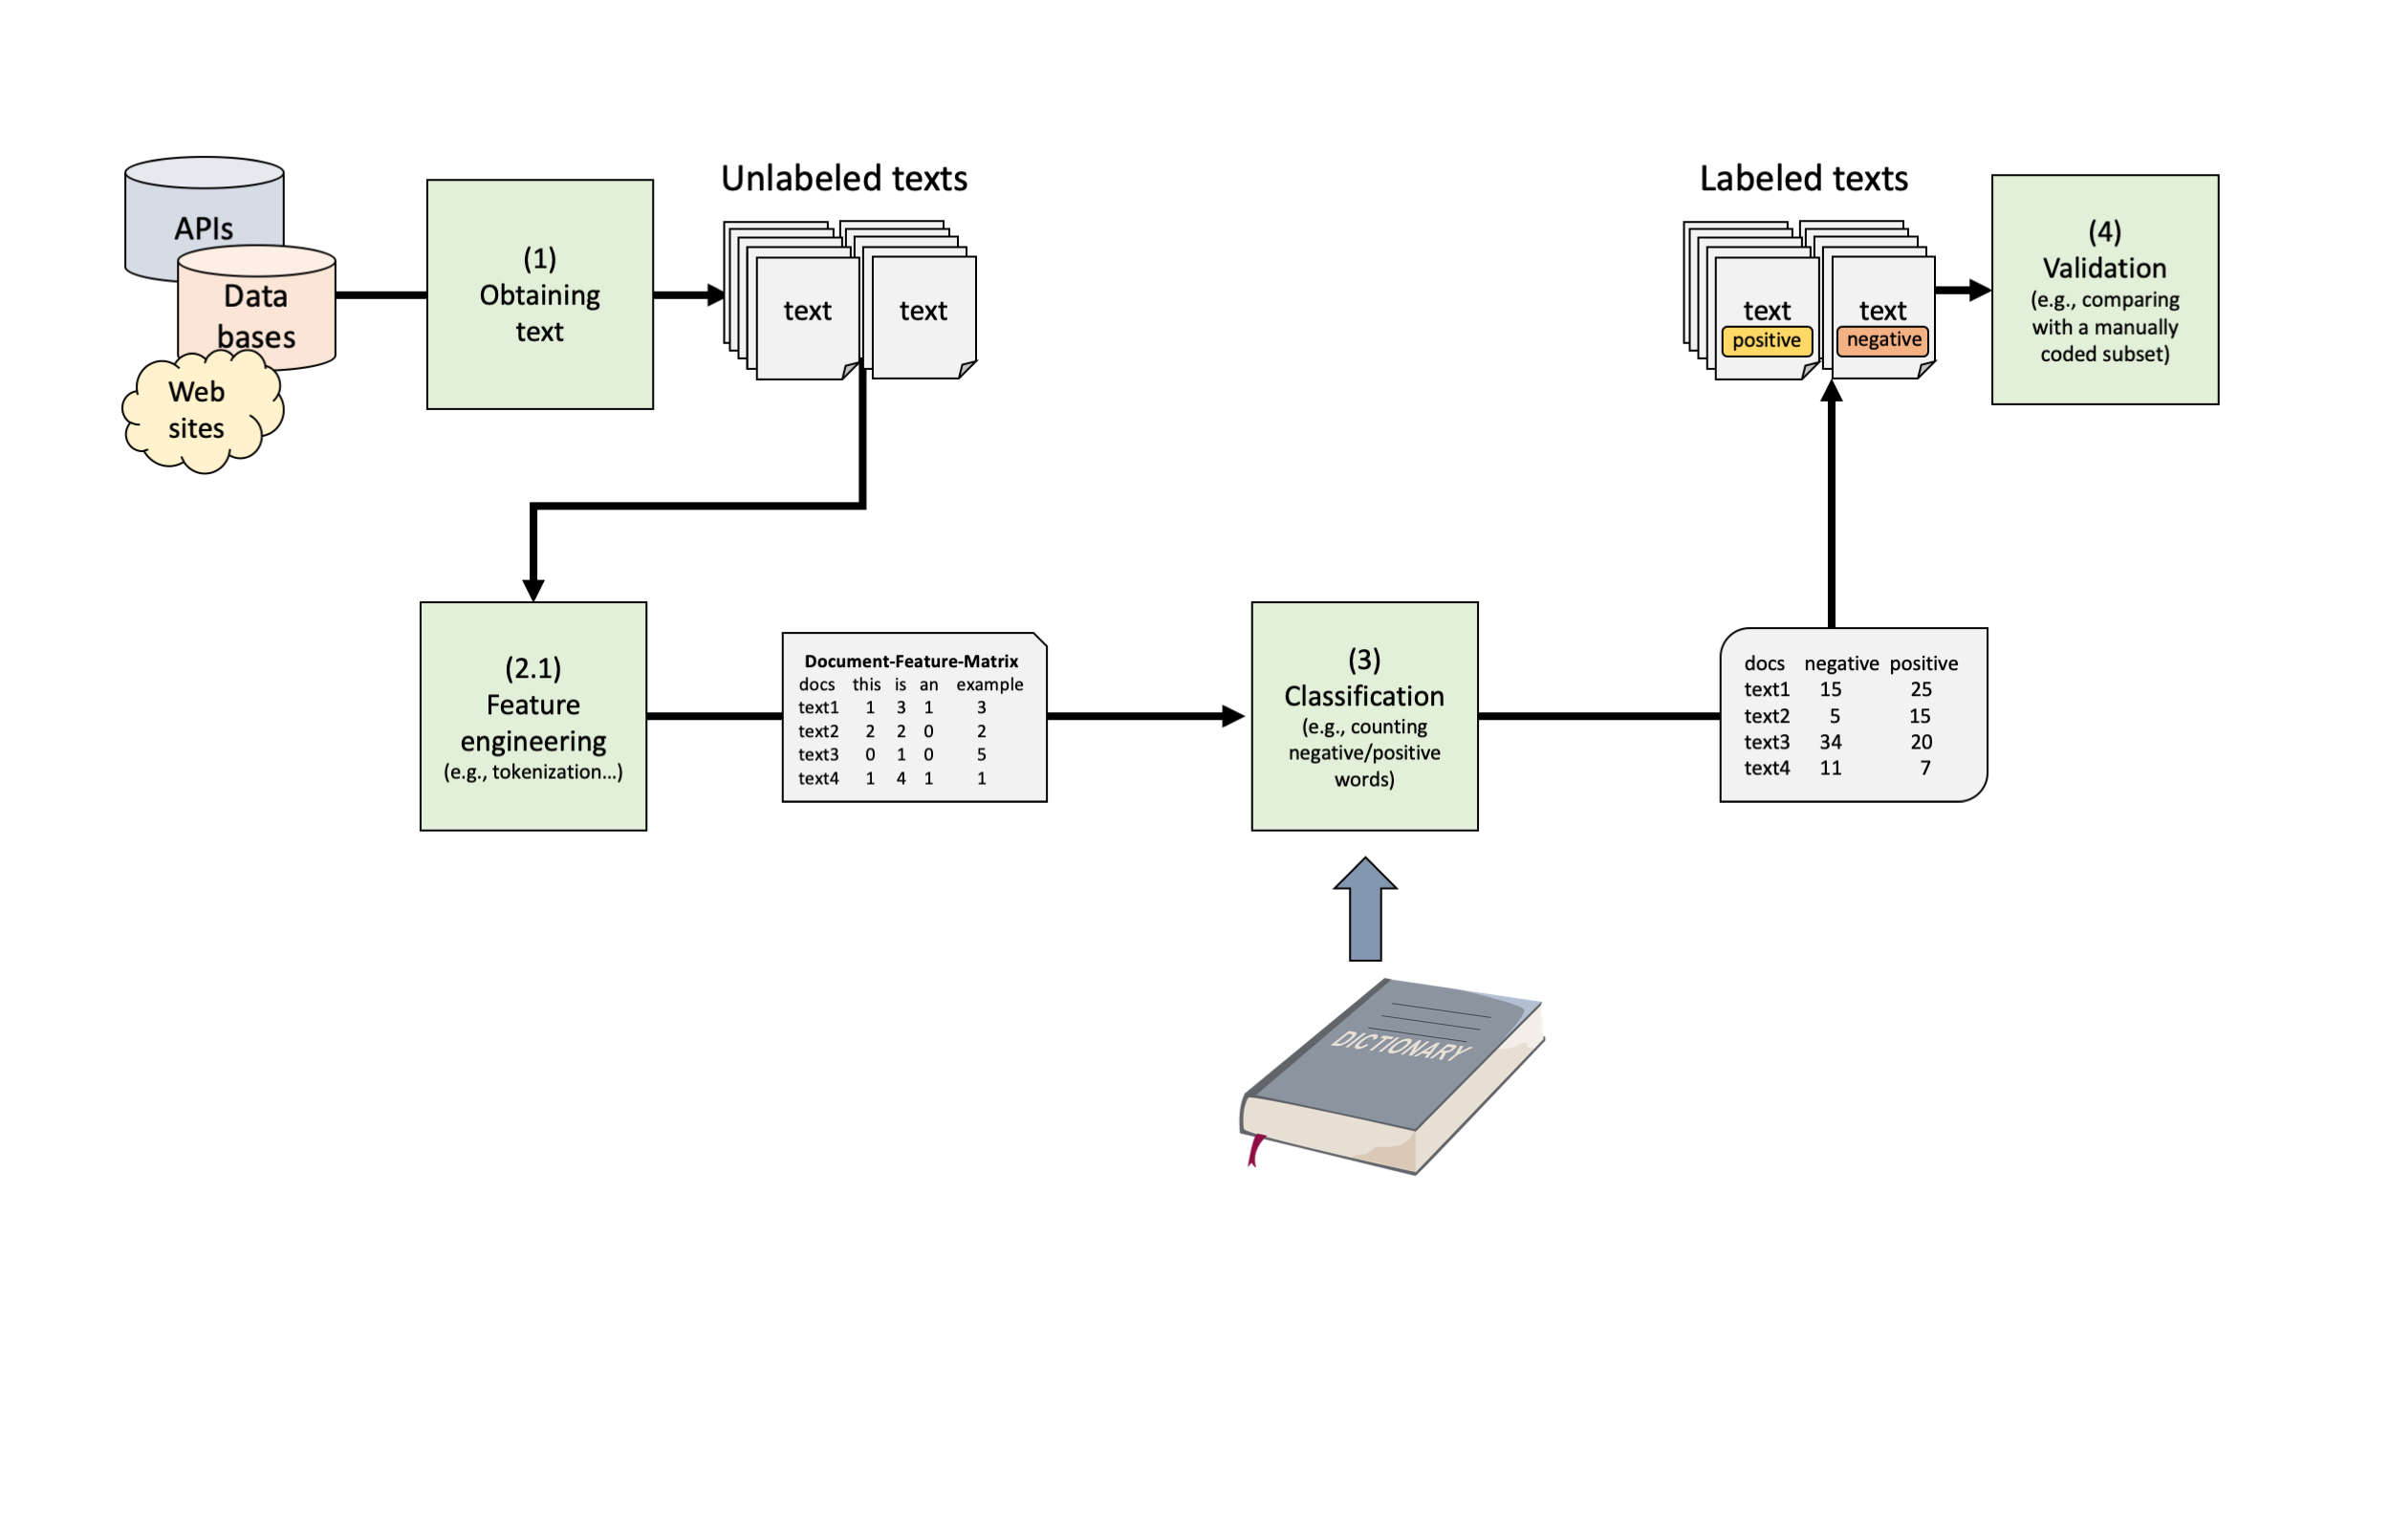 APIs
Data
bases
Web
sites
(1)
Obtaining
text
Unlabeled texts
text
text
Labeled texts
text
positive
text
negative
(4)
Validation
(e.g., comparing
with a manually
coded subset)
(2.1)
Feature
engineering
(e.g., tokenization...)
Document-Feature-Matrix
docs this is an example
text1 1 3 1 3
text2 2 2 0 2
text3 0 1 0 5
text4 1 4 1 1
(3)
Classification
(e.g., counting
negative/positive
words)
docs negative positive
text1 15 25
text2 5 15
text3 34 20
text4 11 7
DICTIONARY